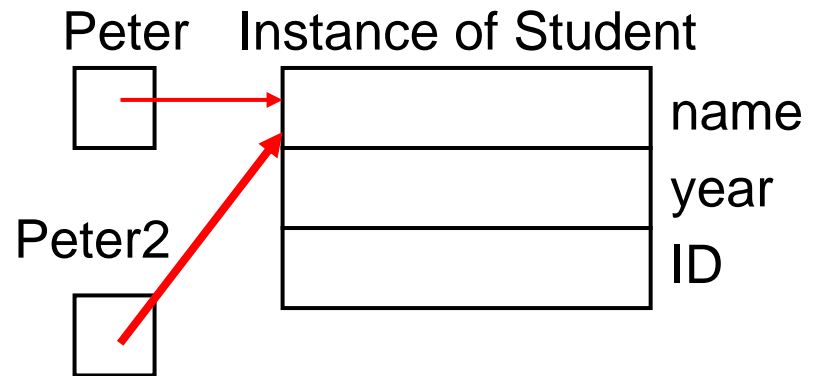 Peter Instance of Student
name
year
Peter2
ID